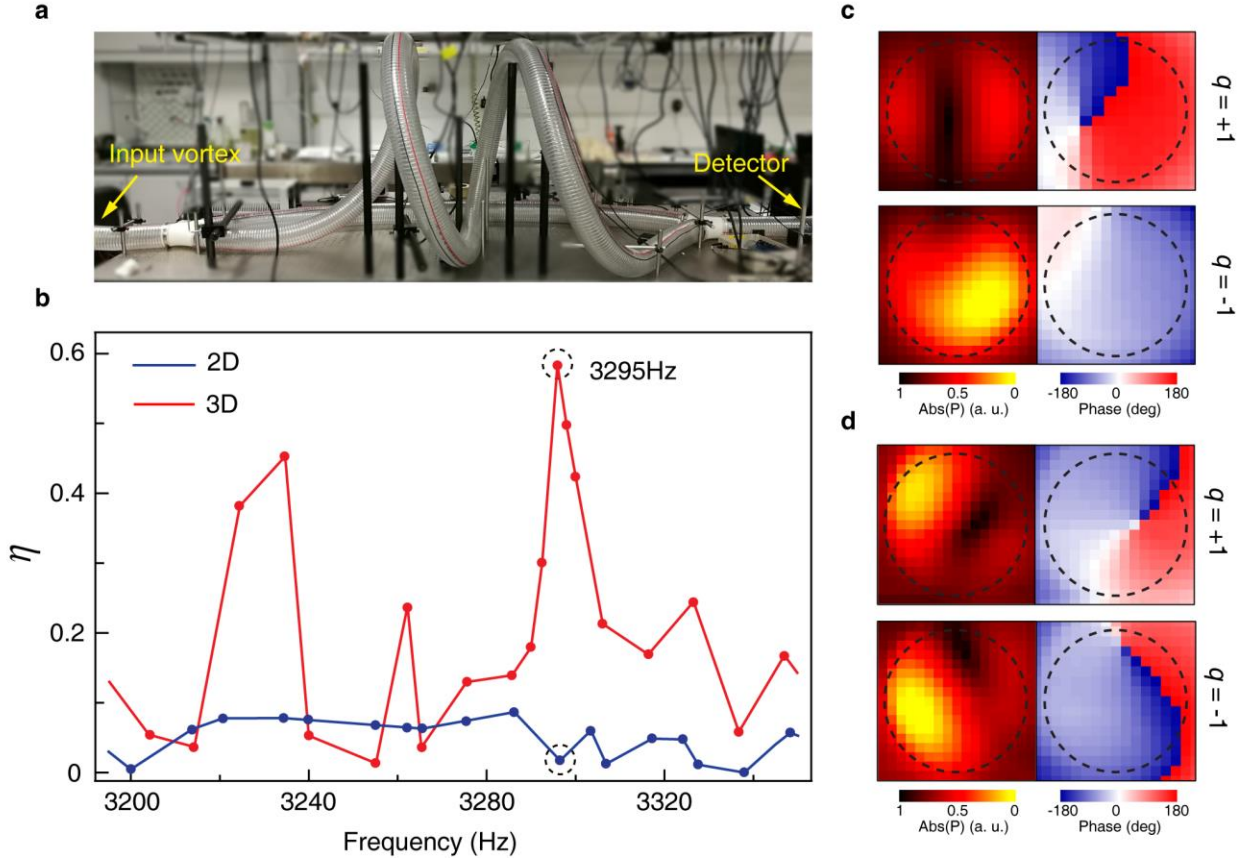 a
Input vortex
Detector
b
0.6
0.4
0.2
0
η
2D
3D
3295Hz
3200
3240
3280
3320
Frequency (Hz)
c
q = +1
q = -1
1
0.5
0
Abs(P) (a. u.)
-180
0
180
Phase (deg)
d
q = +1
q = -1
1
0.5
0
Abs(P) (a. u.)
-180
0
180
Phase (deg)